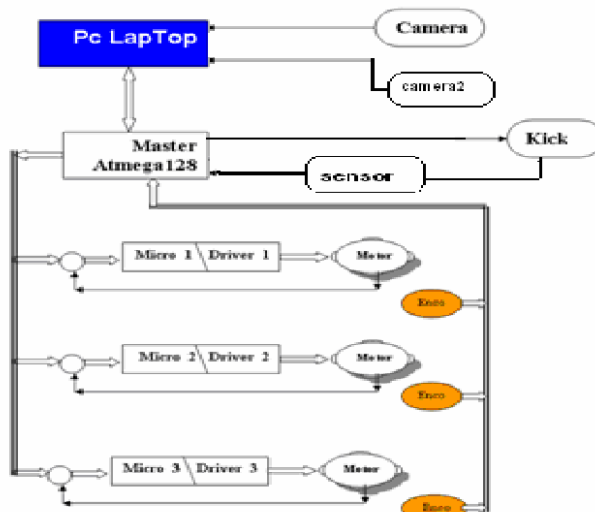 Pc LapTop
Camera
camera2
Master
Atmega128
Kick
sensor
Micro 1\Driver 1
Motor
Enco
Micro 2\Driver 2
Motor
Enco
Micro 3\Driver 3
Motor
Enco